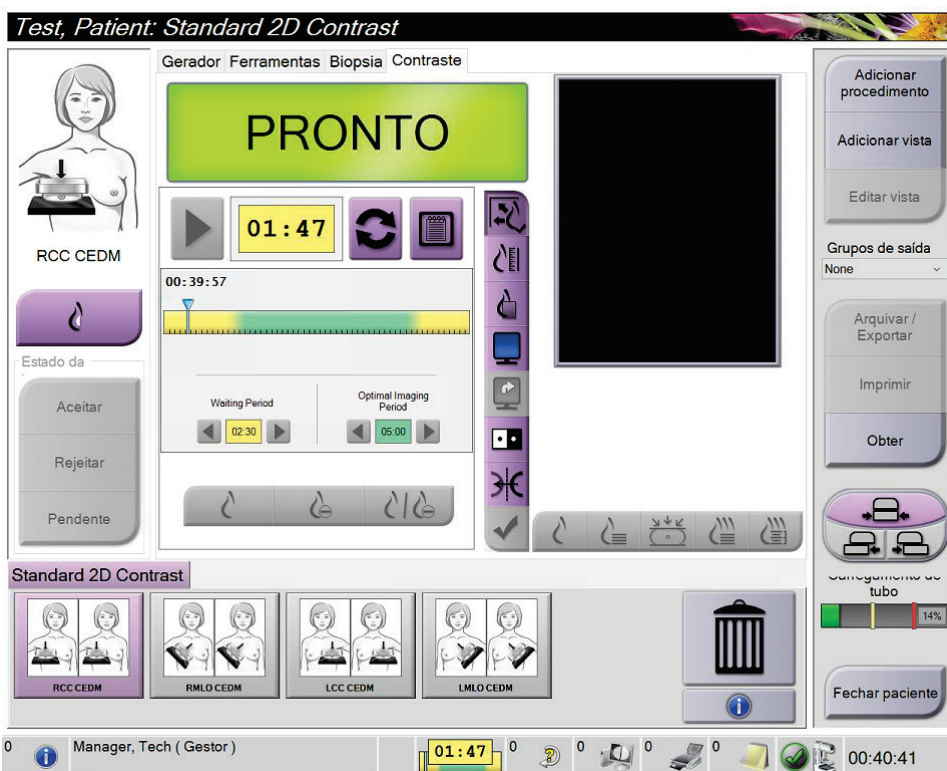 Test, Patient: Standard 2D Contrast
Gerador Ferramentas Biopsia Contraste
PRONTO
01:47
RCC CEDM
00:39:57
Waiting Period
02:30
Optimal Imaging
Period
05:00
Estado da
Aceitar
Rejeitar
Pendente
Adicionar
procedimento
Adicionar vista
Editar vista
Grupos de saída
None
Arquivar /
Exportar
Imprimir
Obter
Carregamento do
tubo
14%
Fechar paciente
Standard 2D Contrast
RCC CEDM
RMLO CEDM
LCC CEDM
LMLO CEDM
0
Manager, Tech ( Gestor )
01:47
0
0
0
0
00:40:41